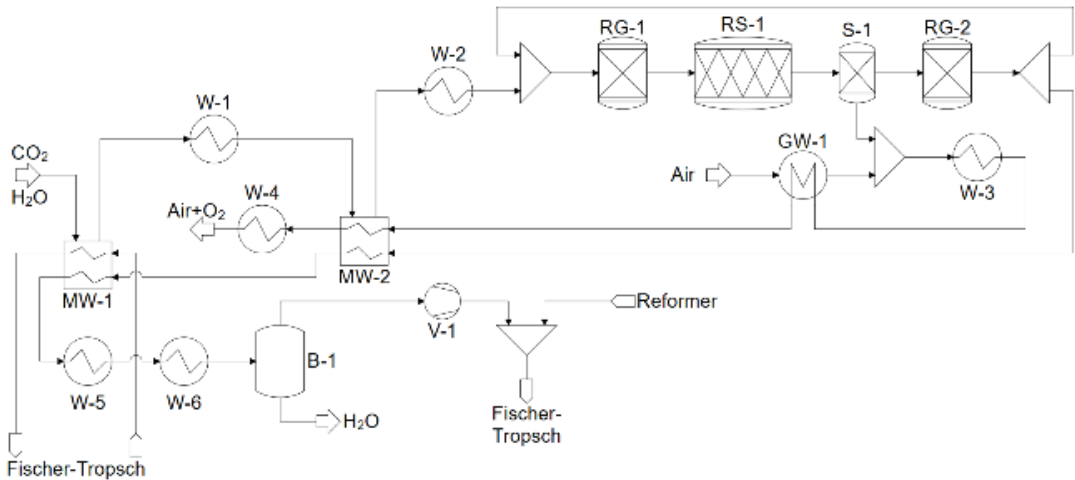 RG-1
RS-1
S-1
RG-2
W-2
W-1
CO₂
H₂O
GW-1
Air
W-3
W-4
Air+O₂
MW-2
MW-1
Reformer
V-1
B-1
W-5
W-6
H₂O
Fischer-
Tropsch
Fischer-Tropsch